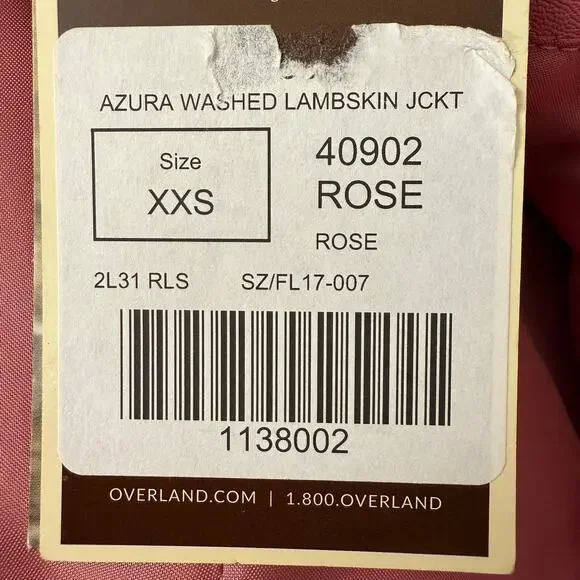 AZURA WASHED LAMBSKIN JCKT
Size
XXS
40902
ROSE
ROSE
2L31 RLS SZ/FL17-007
1138002
OVERLAND.COM | 1.800.OVERLAND